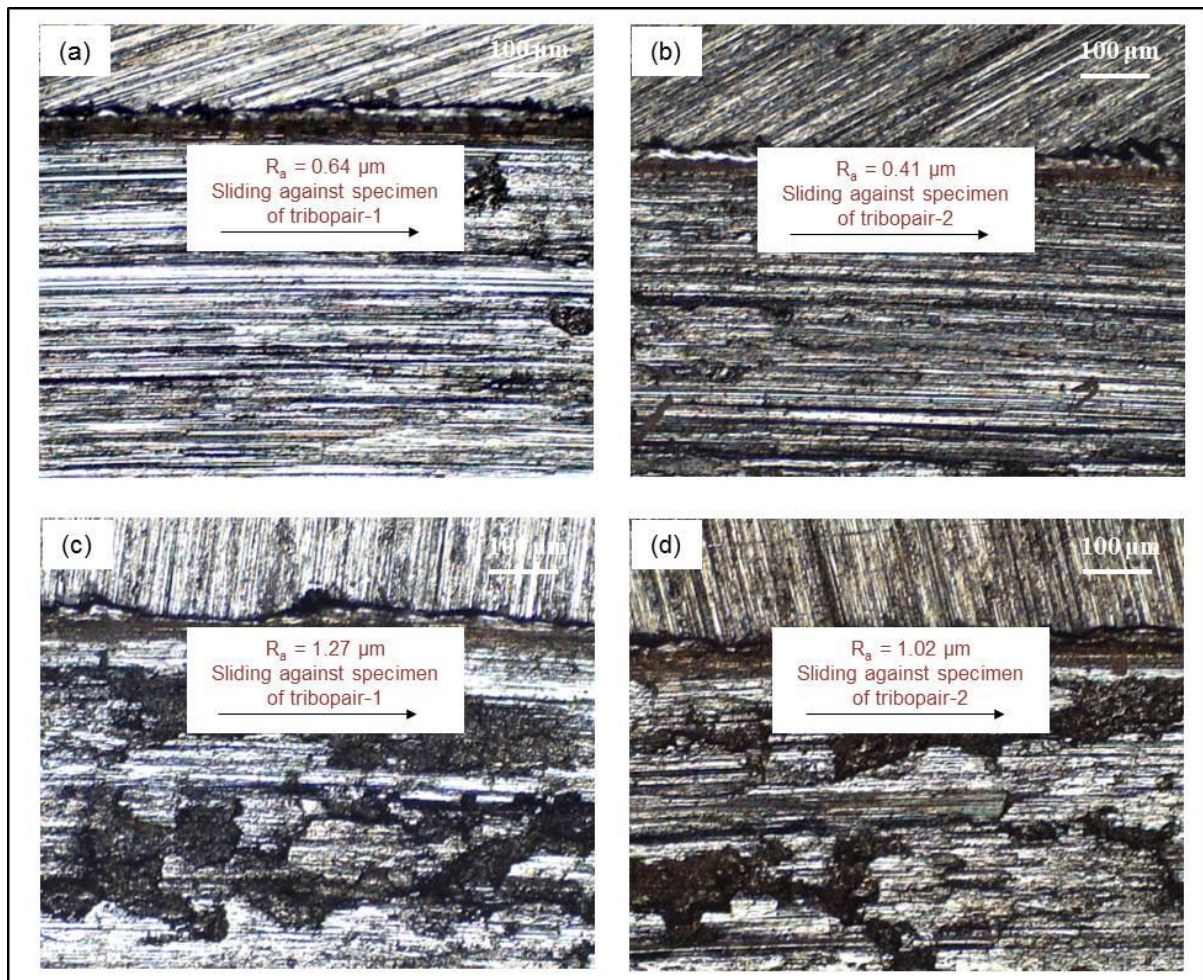 (a)
100 µm
Rₐ = 0.64 µm
Sliding against specimen
of tribopair-1
(b)
100 µm
Rₐ = 0.41 µm
Sliding against specimen
of tribopair-2
(c)
100 µm
Rₐ = 1.27 µm
Sliding against specimen
of tribopair-1
(d)
100 µm
Rₐ = 1.02 µm
Sliding against specimen
of tribopair-2